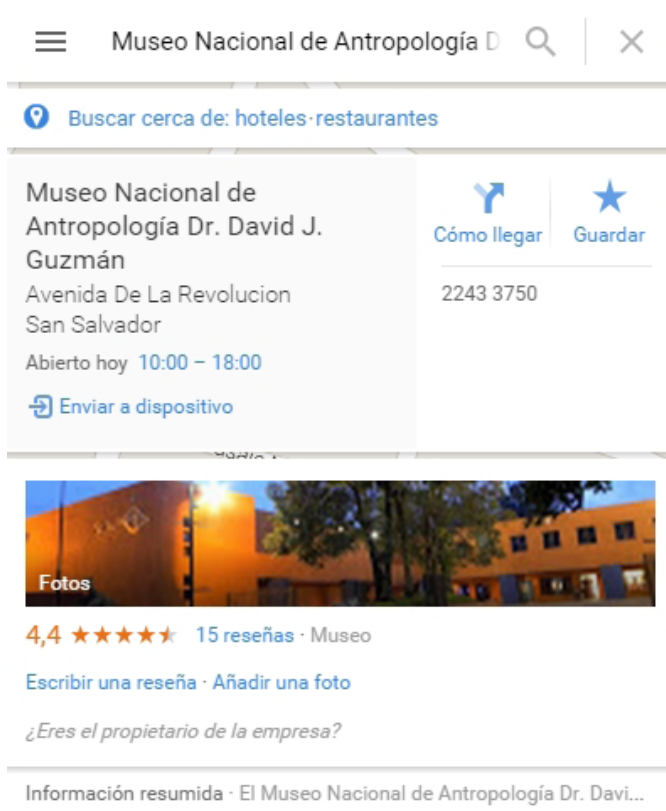 Museo Nacional de Antropología D
Buscar cerca de: hoteles · restaurantes
Museo Nacional de
Antropología Dr. David J.
Guzmán
Avenida De La Revolucion
San Salvador
Abierto hoy 10:00 – 18:00
Enviar a dispositivo
Cómo llegar
Guardar
2243 3750
Fotos
4,4 ★★★★★ 15 reseñas · Museo
Escribir una reseña · Añadir una foto
¿Eres el propietario de la empresa?
Información resumida · El Museo Nacional de Antropología Dr. Davi...